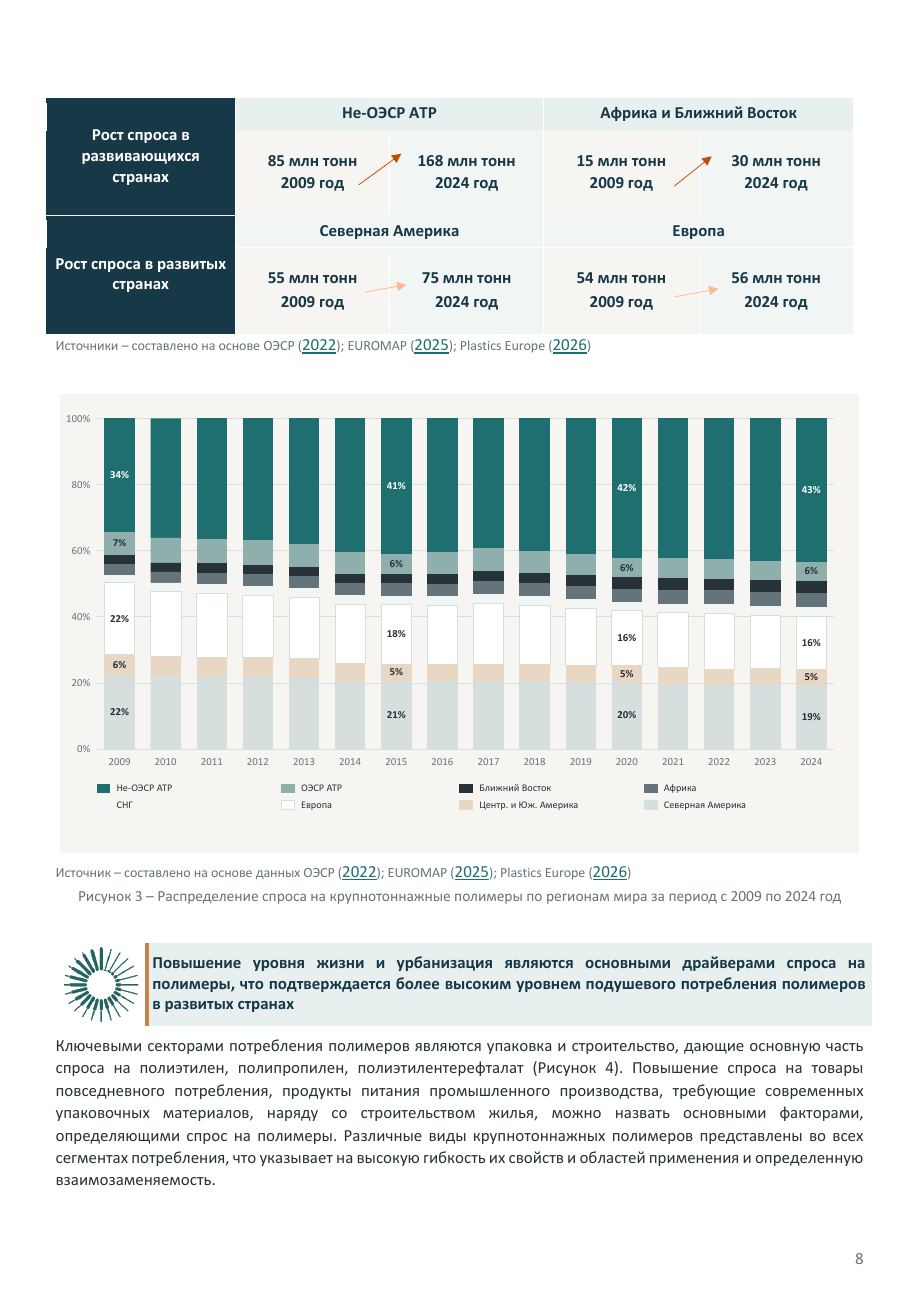 Рост спроса в
развивающихся
странах
Не-ОЭСР АТР
Африка и Ближний Восток
85 млн тонн
2009 год
168 млн тонн
2024 год
15 млн тонн
2009 год
30 млн тонн
2024 год
Рост спроса в развитых
странах
Северная Америка
Европа
55 млн тонн
2009 год
75 млн тонн
2024 год
54 млн тонн
2009 год
56 млн тонн
2024 год
Источники – составлено на основе ОЭСР (2022); EUROMAP (2025); Plastics Europe (2026)
100%
80%
60%
40%
20%
0%
34%
7%
22%
6%
22%
41%
6%
18%
5%
21%
42%
6%
16%
5%
20%
43%
6%
16%
5%
19%
2009 2010 2011 2012 2013 2014 2015 2016 2017 2018 2019 2020 2021 2022 2023 2024
Не-ОЭСР АТР ОЭСР АТР Ближний Восток Африка
СНГ Европа Центр. и Юж. Америка Северная Америка
Источник – составлено на основе данных ОЭСР (2022); EUROMAP (2025); Plastics Europe (2026)
Рисунок 3 – Распределение спроса на крупнотоннажные полимеры по регионам мира за период с 2009 по 2024 год
Повышение уровня жизни и урбанизация являются основными драйверами спроса на
полимеры, что подтверждается более высоким уровнем подушевого потребления полимеров
в развитых странах
Ключевыми секторами потребления полимеров являются упаковка и строительство, дающие основную часть
спроса на полиэтилен, полипропилен, полиэтилентерефталат (Рисунок 4). Повышение спроса на товары
повседневного потребления, продукты питания промышленного производства, требующие современных
упаковочных материалов, наряду со строительством жилья, можно назвать основными факторами,
определяющими спрос на полимеры. Различные виды крупнотоннажных полимеров представлены во всех
сегментах потребления, что указывает на высокую гибкость их свойств и областей применения и определенную
взаимозаменяемость.
8